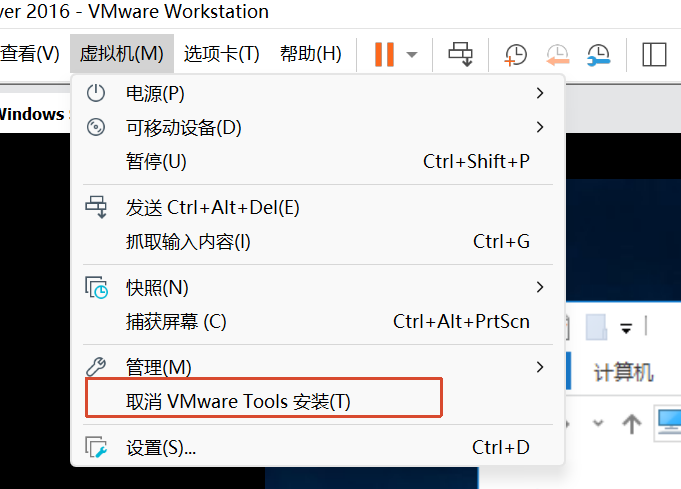 ver 2016 - VMware Workstation
查看(V) 虚拟机(M) 选项卡(T) 帮助(H)
Windows
电源(P)
可移动设备(D)
暂停(U) Ctrl+Shift+P
发送 Ctrl+Alt+Del(E)
抓取输入内容(I) Ctrl+G
快照(N)
捕获屏幕 (C) Ctrl+Alt+PrtScn
管理(M)
取消 VMware Tools 安装(T)
设置(S)... Ctrl+D
计算机